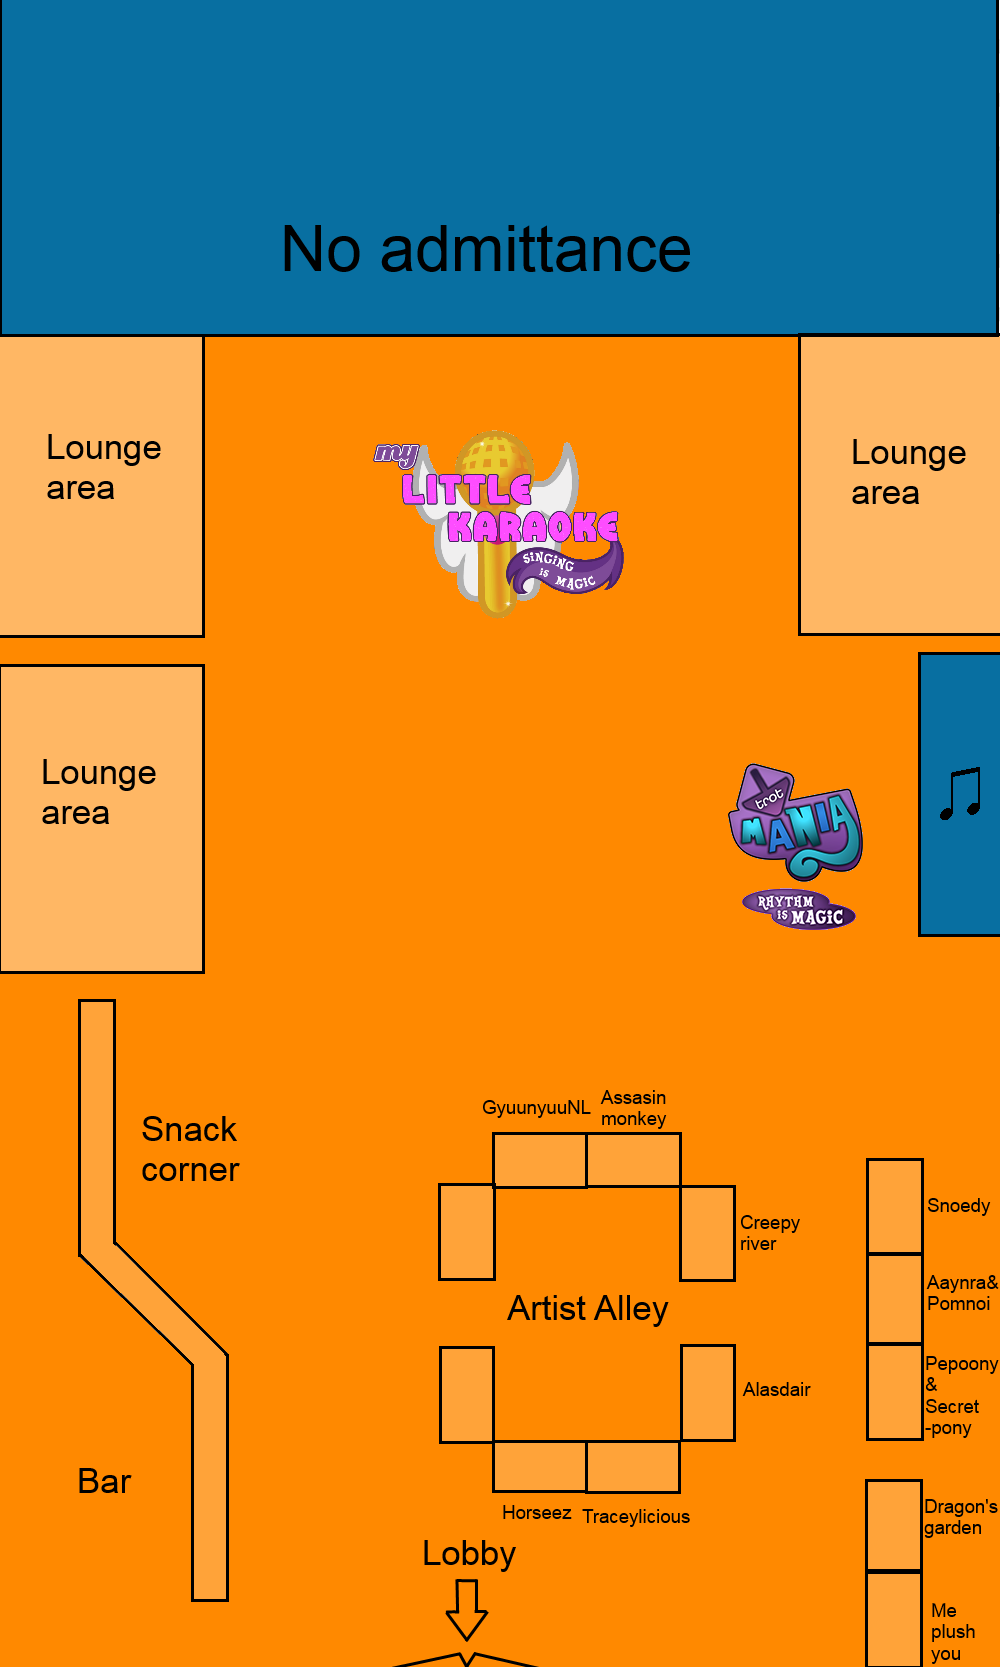 No admittance
Lounge
area
Lounge
area
my
LITTLE
KARAOKE
SINGING
IS MAGIC
Lounge
area
trot
MANIA
RHYTHM
IS MAGIC
Snack
corner
Bar
GyuunyuuNL
Assasin
monkey
Creepy
river
Artist Alley
Alasdair
Horseez
Traceylicious
Snoedy
Aaynra&
Pomnoi
Pepoony
&
Secret
-pony
Dragon's
garden
Me
plush
you
Lobby